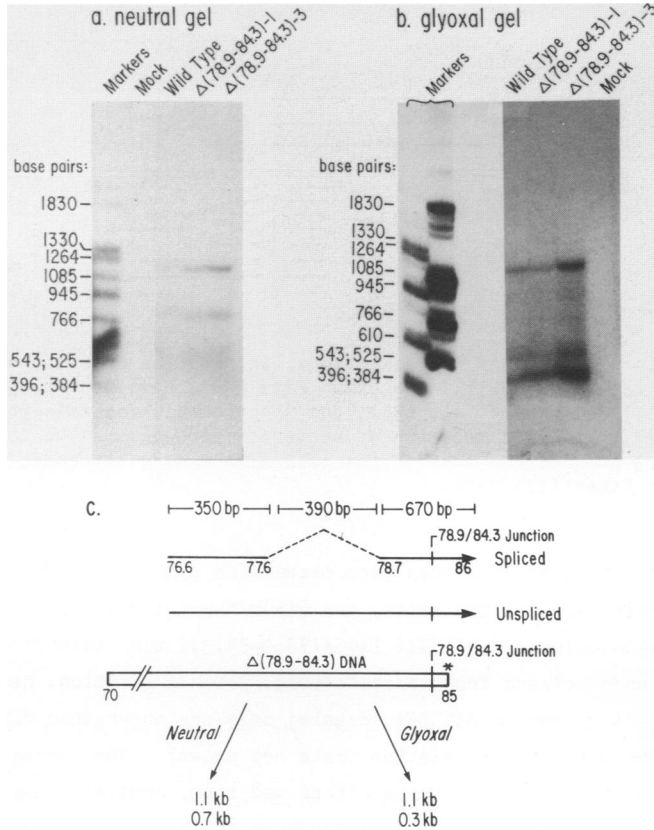 a. neutral gel
Markers
Mock
Wild Type
Δ(78.9-84.3)-1
Δ(78.9-84.3)-3
base pairs:
1830
1330
1264
1085
945
766
543;525
396;384
b. glyoxal gel
Markers
Wild Type
Δ(78.9-84.3)-1
Δ(78.9-84.3)-3
Mock
base pairs:
1830
1330
1264
1085
945
766
610
543;525
396;384
c.
350 bp
390 bp
670 bp
78.9/84.3 Junction
76.6 77.6 78.7 86 Spliced
Unspliced
78.9/84.3 Junction
Δ(78.9-84.3) DNA
*
70 85
Neutral Glyoxal
1.1 kb 1.1 kb
0.7 kb 0.3 kb